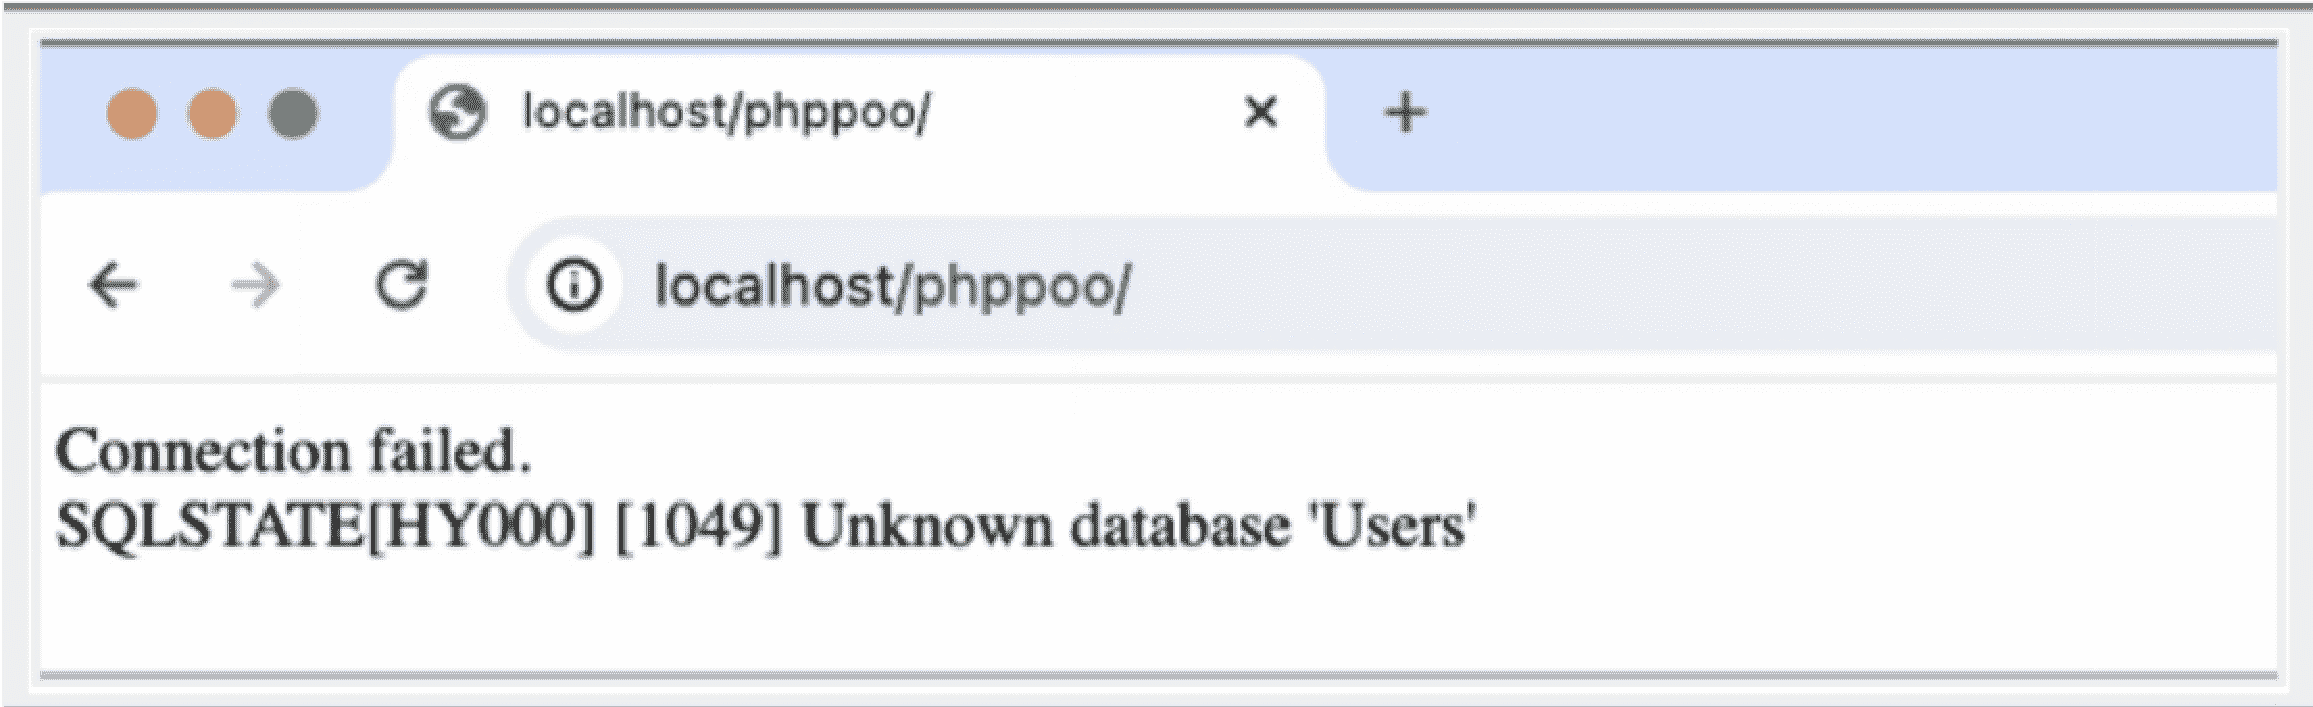 localhost/phppoo/
localhost/phppoo/
Connection failed.
SQLSTATE[HY000] [1049] Unknown database 'Users'